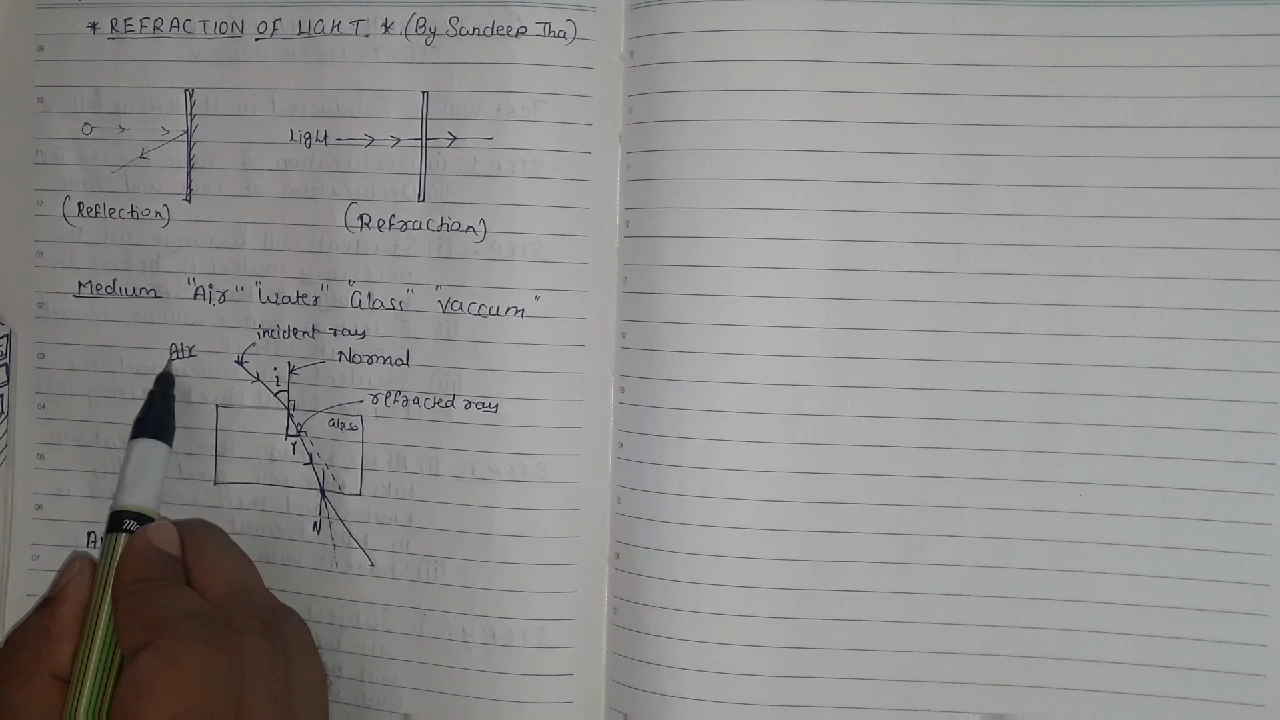 * REFRACTION OF LIGHT. * (By Sandeep Jha)
Light
(Reflection)
(Refraction)
Medium "Air" "Water" "Glass" "Vaccum"
incident ray
Air
Normal
i
refracted ray
Glass
r
N